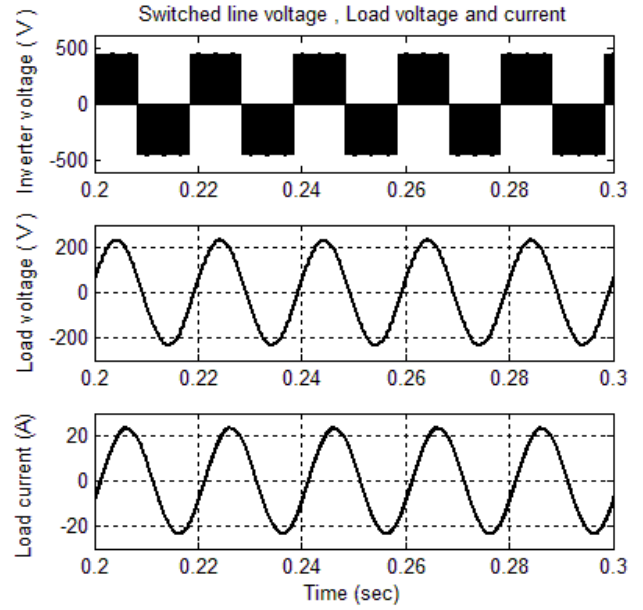 Switched line voltage , Load voltage and current
Inverter voltage (V)
500
0
-500
0.2 0.22 0.24 0.26 0.28 0.3
Load voltage (V)
200
0
-200
0.2 0.22 0.24 0.26 0.28 0.3
Load current (A)
20
0
-20
0.2 0.22 0.24 0.26 0.28 0.3
Time (sec)